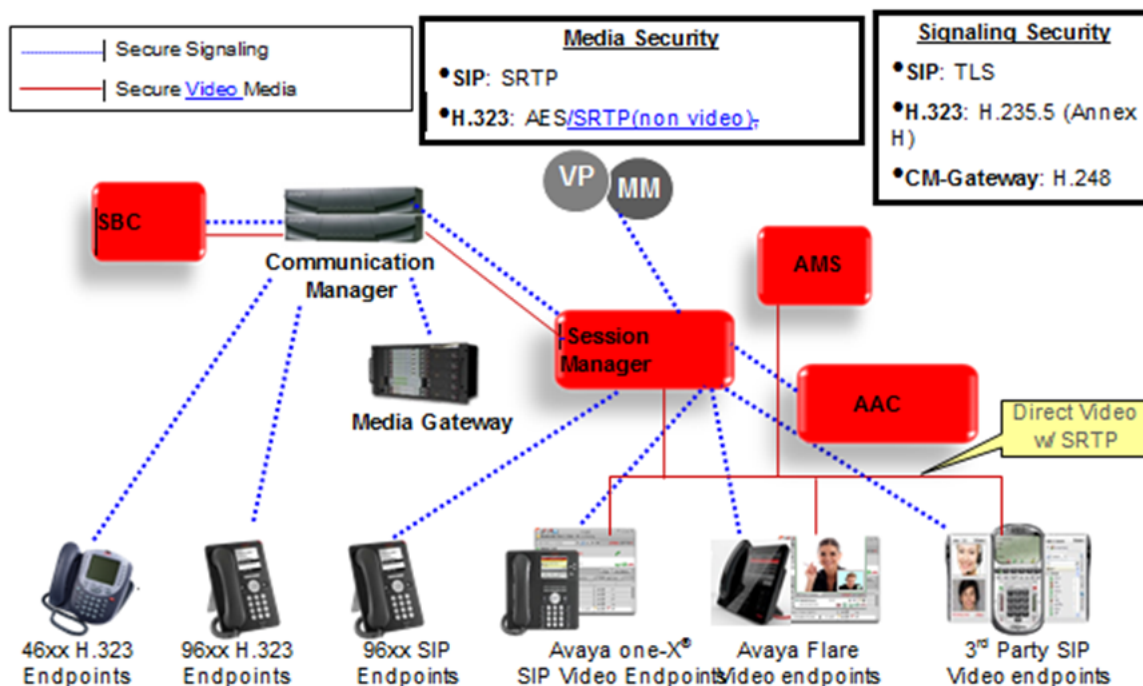 Secure Signaling
Secure Video Media
Media Security
•SIP: SRTP
•H.323: AES/SRTP(non video),
Signaling Security
•SIP: TLS
•H.323: H.235.5 (Annex
H)
•CM-Gateway: H.248
VP
MM
SBC
Communication
Manager
AMS
Session
Manager
Media Gateway
AAC
Direct Video
w/ SRTP
46xx H.323
Endpoints
96xx H.323
Endpoints
96xx SIP
Endpoints
Avaya one-X®
SIP Video Endpoints
Avaya Flare
Video endpoints
3rd Party SIP
Video endpoints